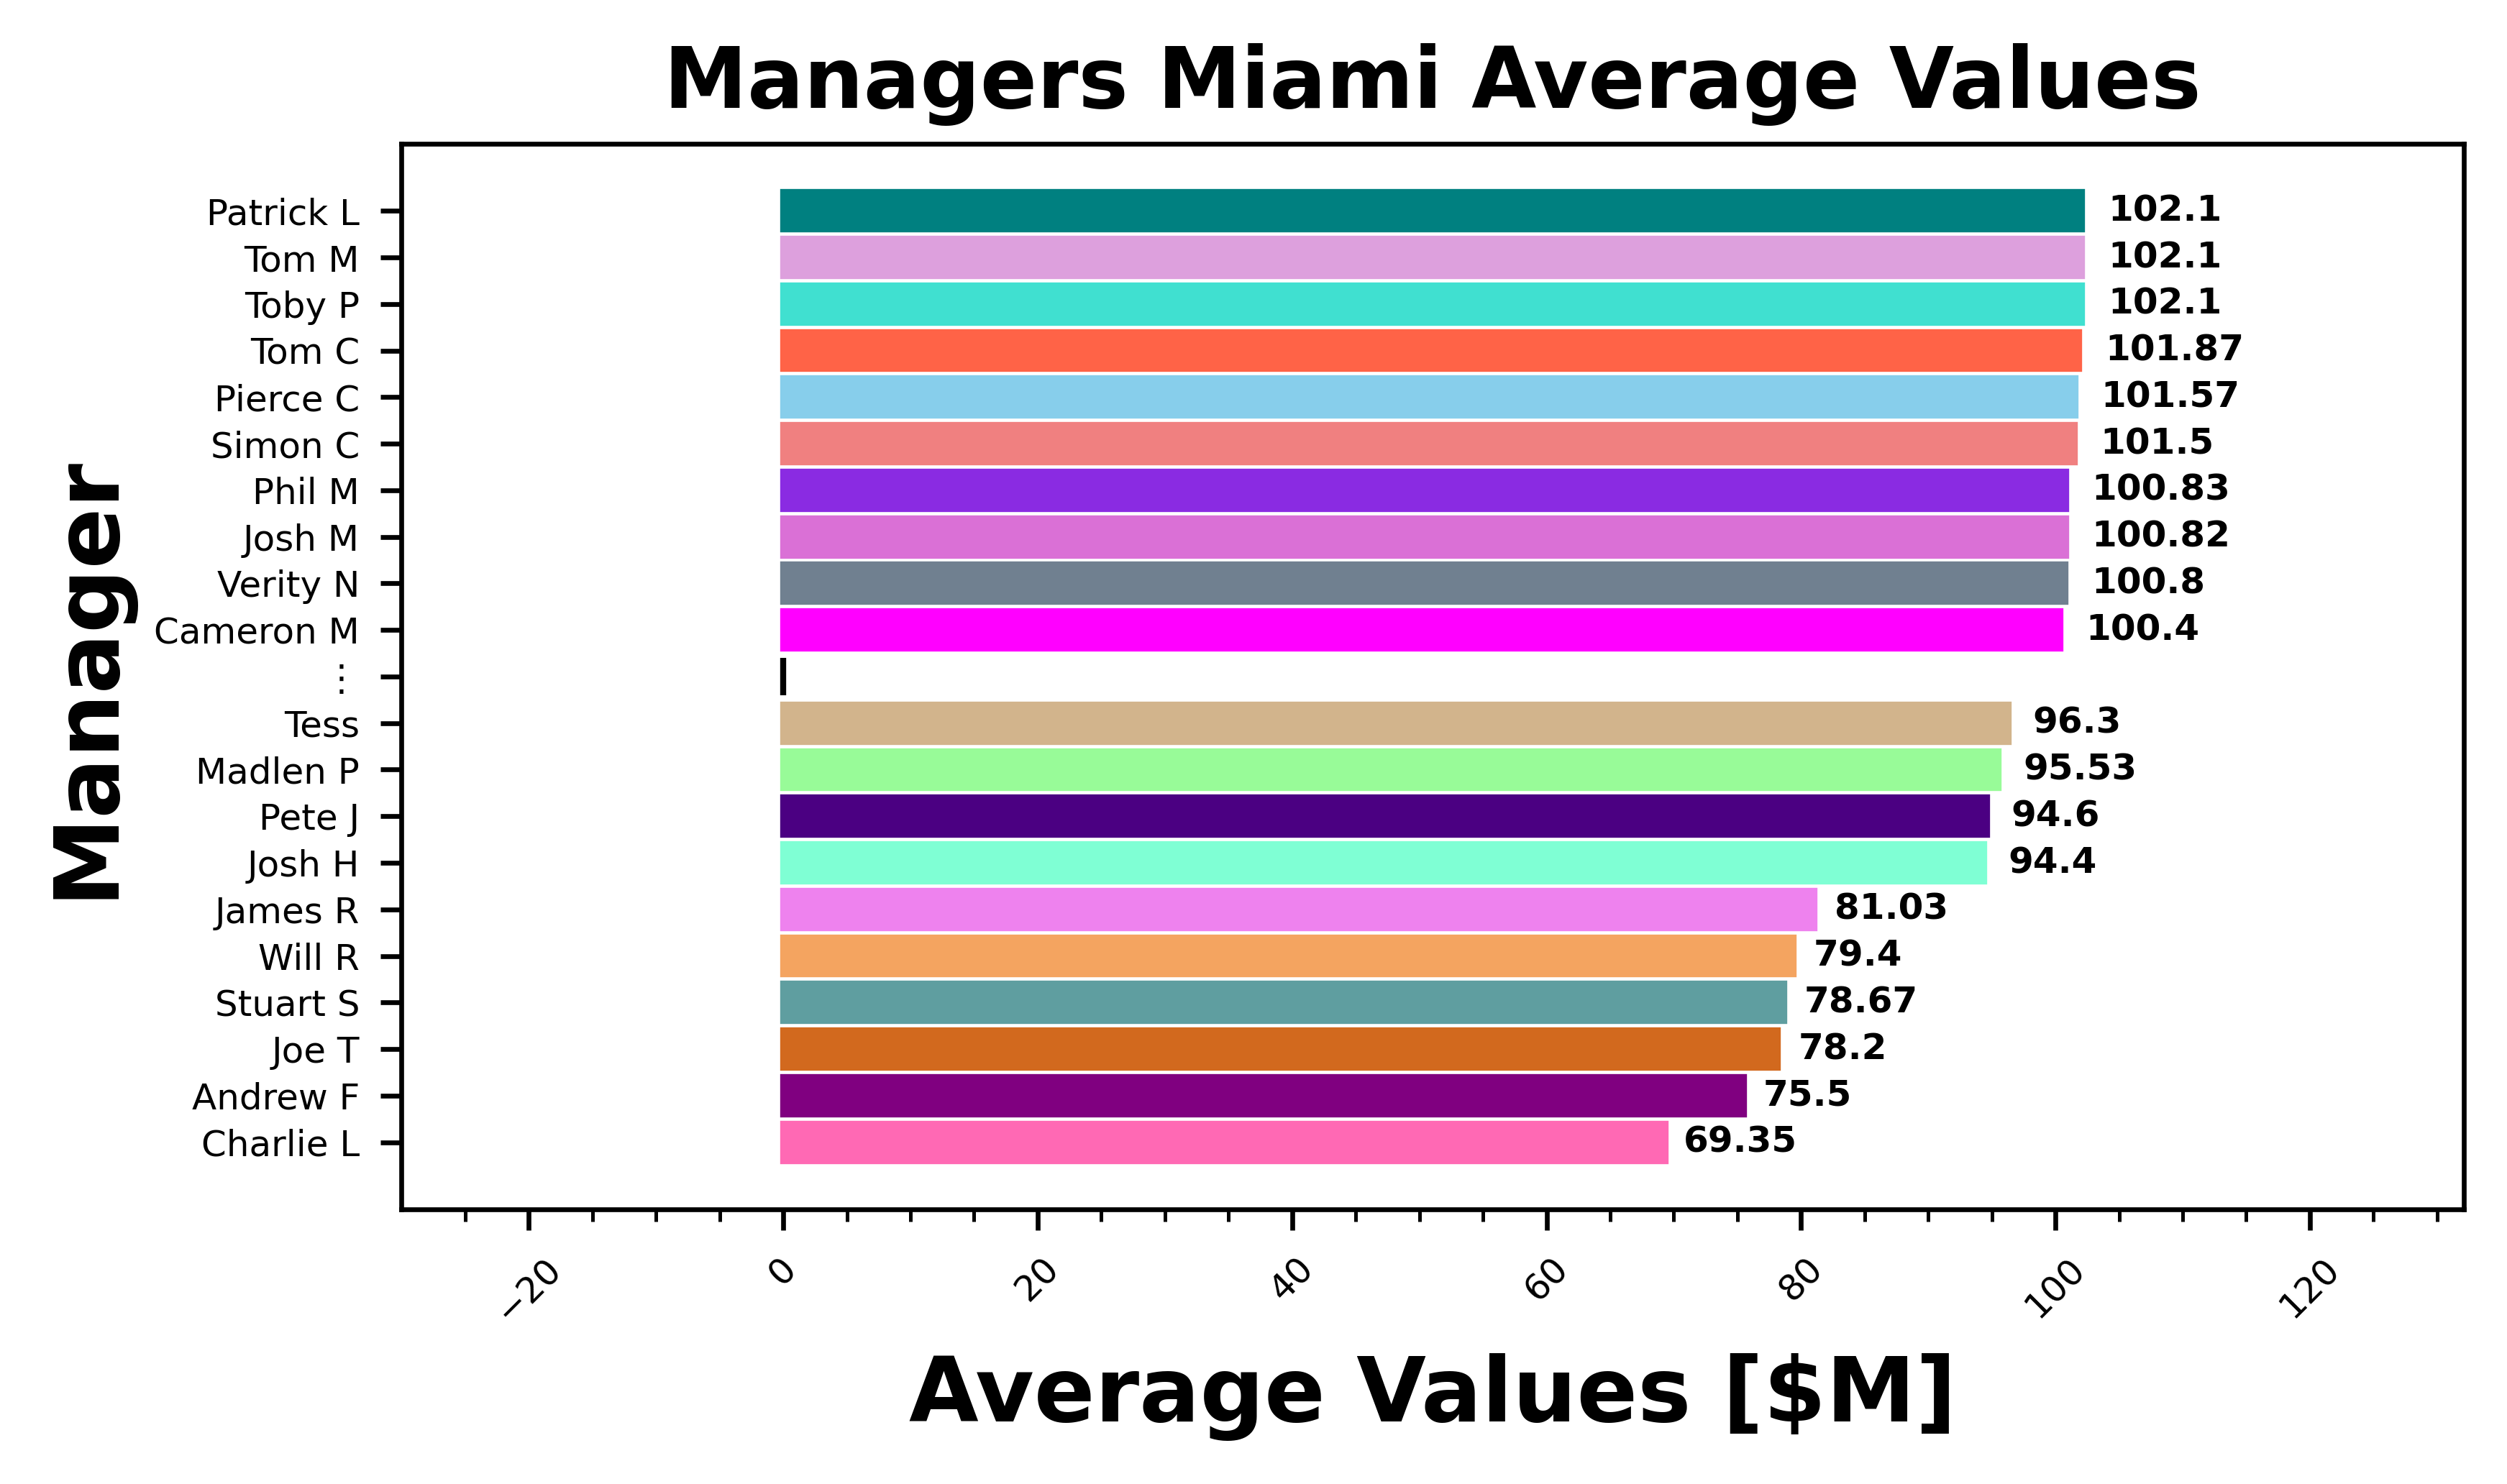 Managers Miami Average Values
Manager
Patrick L 102.1
Tom M 102.1
Toby P 102.1
Tom C 101.87
Pierce C 101.57
Simon C 101.5
Phil M 100.83
Josh M 100.82
Verity N 100.8
Cameron M 100.4
⋮
Tess 96.3
Madlen P 95.53
Pete J 94.6
Josh H 94.4
James R 81.03
Will R 79.4
Stuart S 78.67
Joe T 78.2
Andrew F 75.5
Charlie L 69.35
−20 0 20 40 60 80 100 120
Average Values [$M]